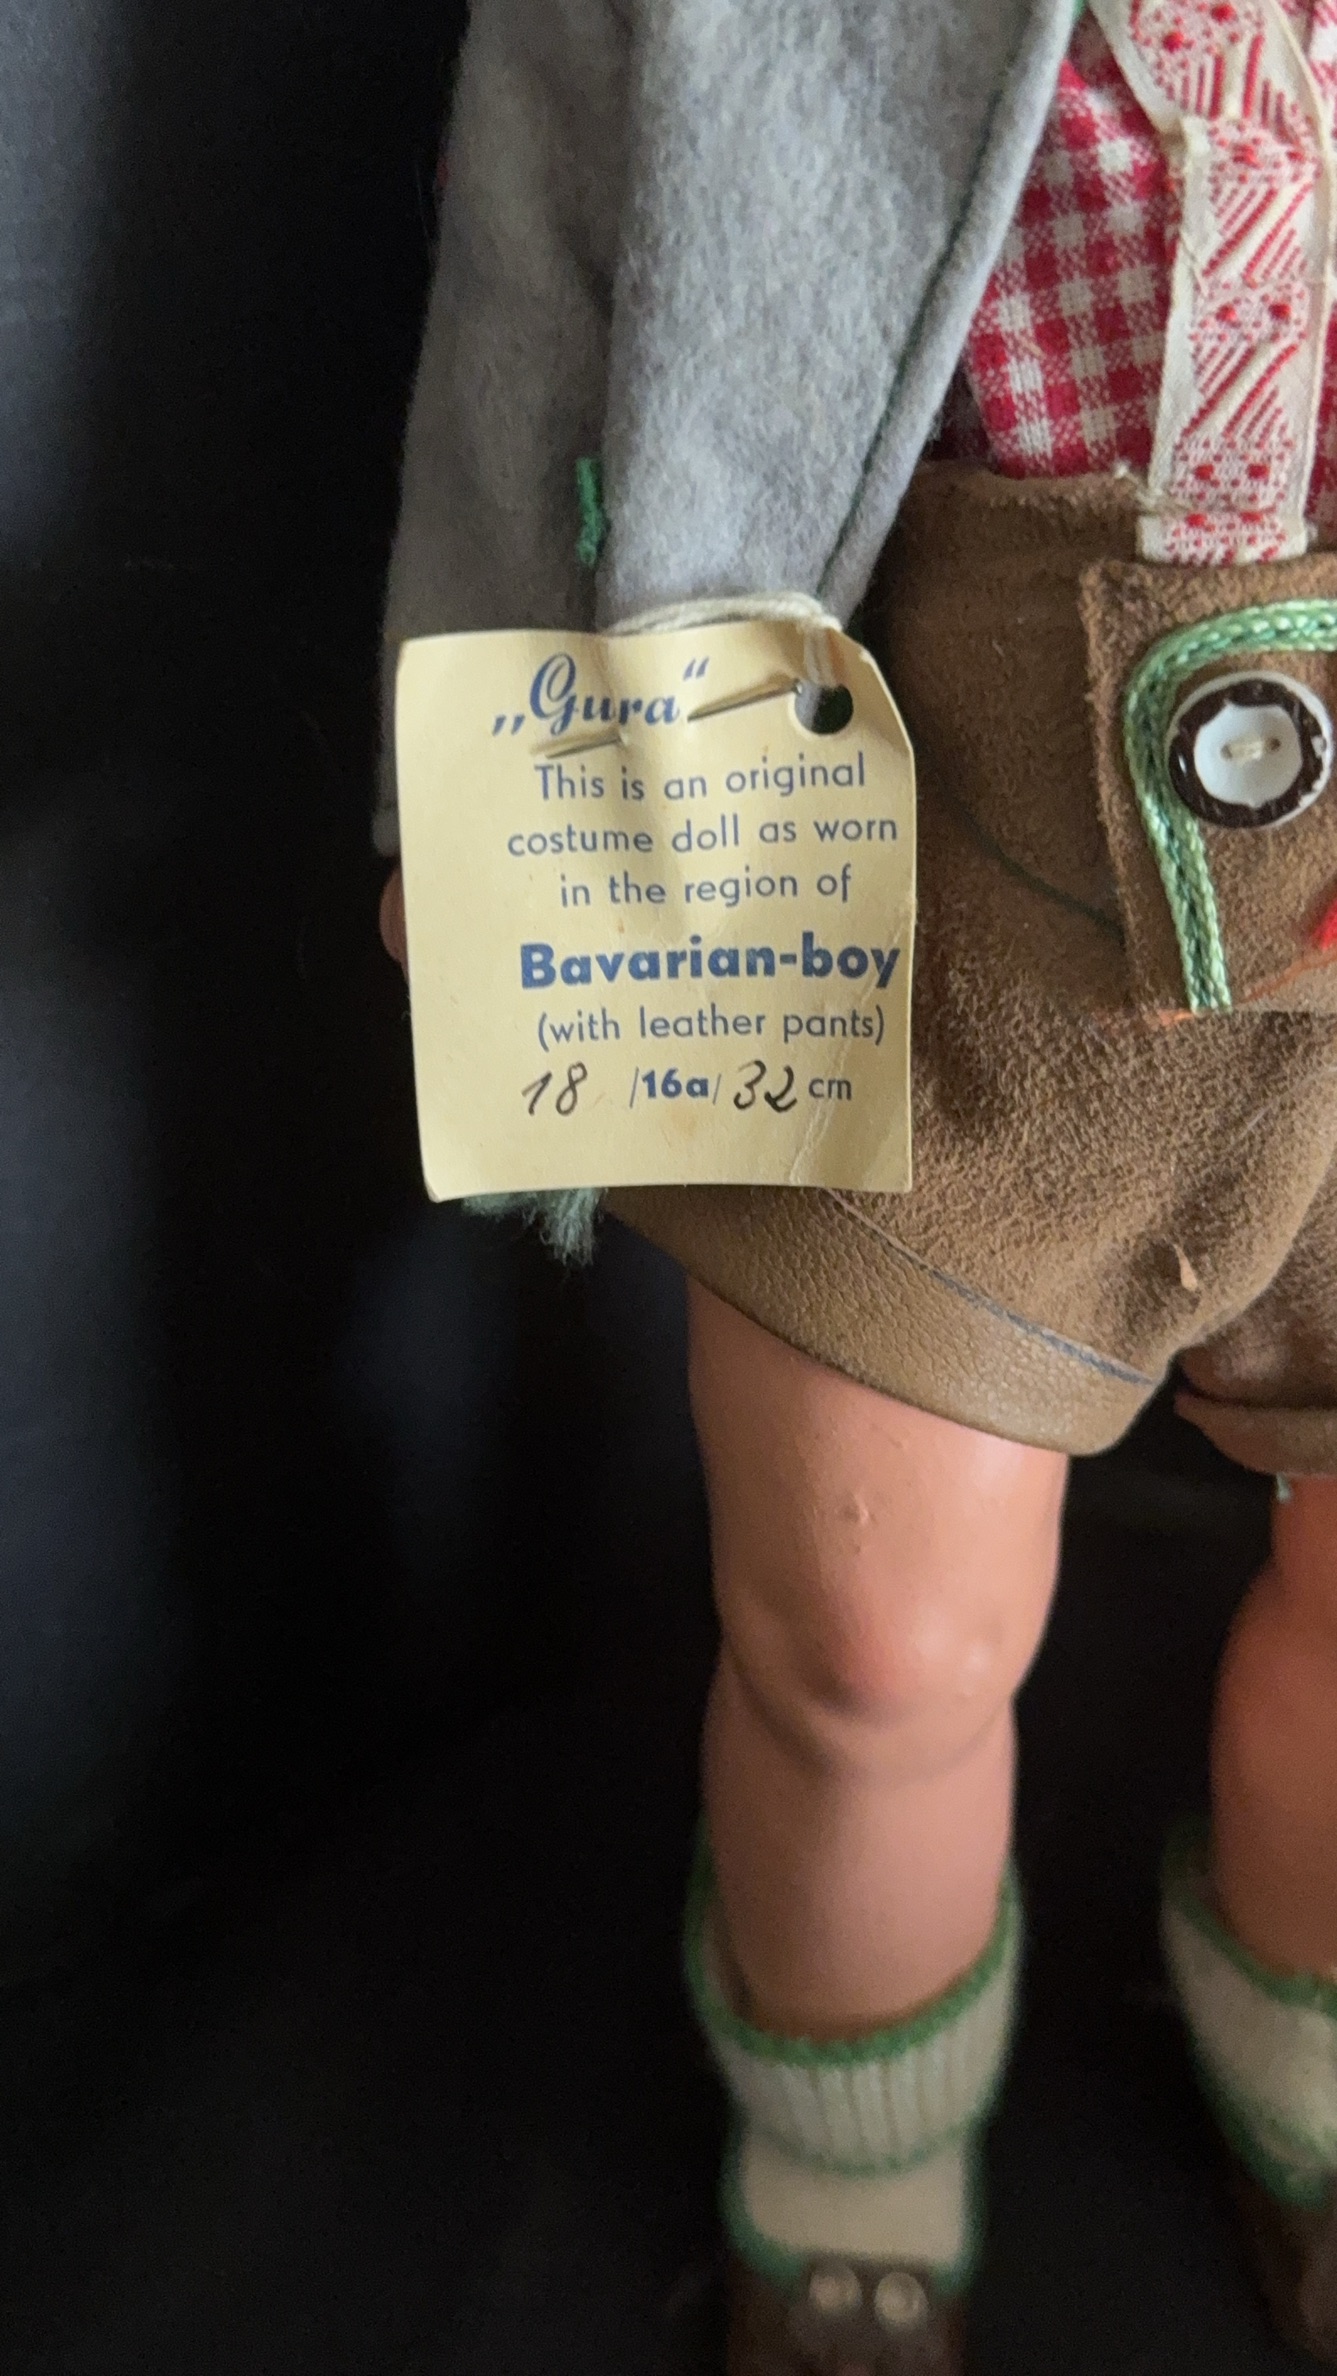 „Gura“
This is an original
costume doll as worn
in the region of
Bavarian-boy
(with leather pants)
18 /16a/ 32 cm